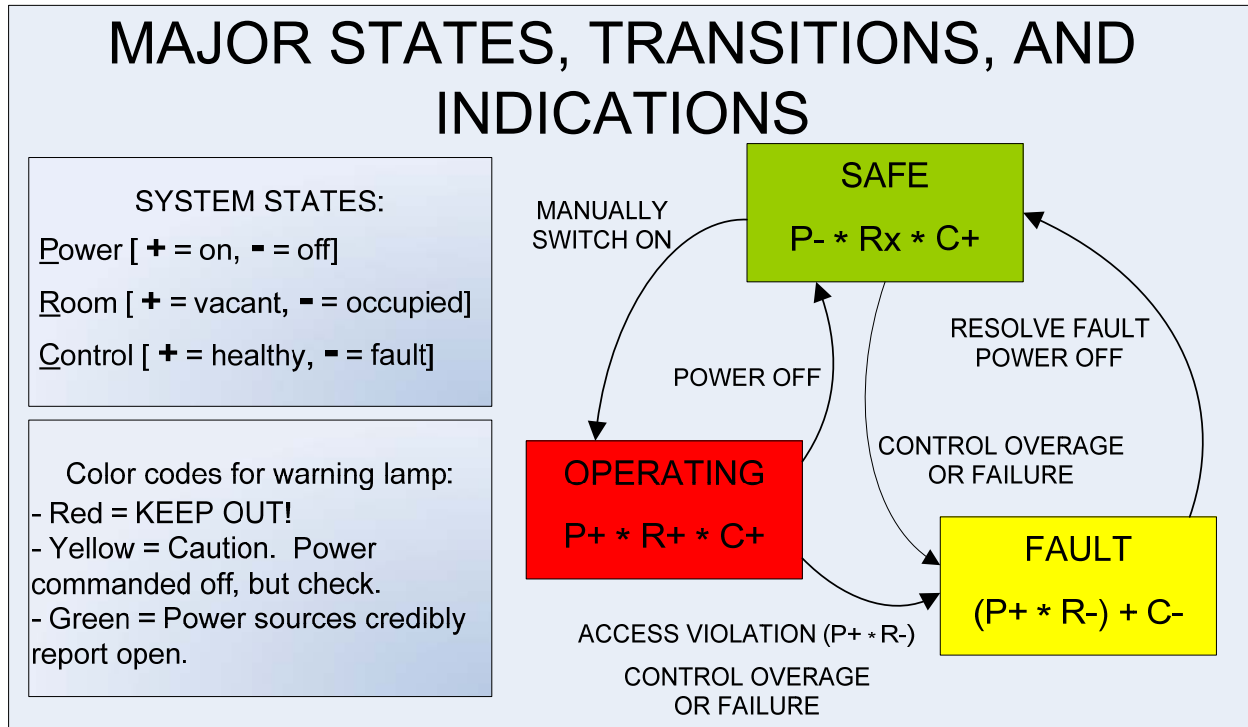 MAJOR STATES, TRANSITIONS, AND
INDICATIONS
SYSTEM STATES:
Power [ + = on, - = off]
Room [ + = vacant, - = occupied]
Control [ + = healthy, - = fault]
Color codes for warning lamp:
- Red = KEEP OUT!
- Yellow = Caution.  Power
commanded off, but check.
- Green = Power sources credibly
report open.
SAFE
P- * Rx * C+
MANUALLY
SWITCH ON
POWER OFF
RESOLVE FAULT
POWER OFF
CONTROL OVERAGE
OR FAILURE
OPERATING
P+ * R+ * C+
FAULT
(P+ * R-) + C-
ACCESS VIOLATION (P+ * R-)
CONTROL OVERAGE
OR FAILURE